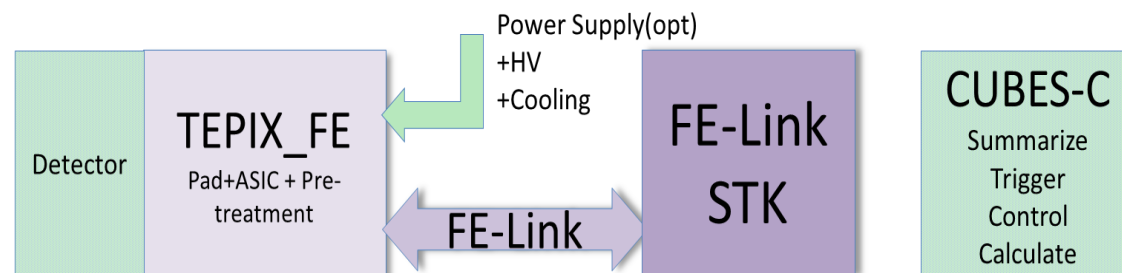 Detector
TEPIX_FE
Pad+ASIC + Pre-
treatment
Power Supply(opt)
+HV
+Cooling
FE-Link
FE-Link
STK
CUBES-C
Summarize
Trigger
Control
Calculate